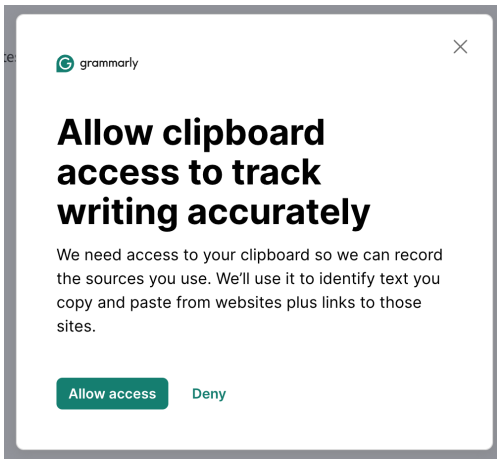 grammarly
Allow clipboard
access to track
writing accurately
We need access to your clipboard so we can record
the sources you use. We’ll use it to identify text you
copy and paste from websites plus links to those
sites.
Allow access
Deny